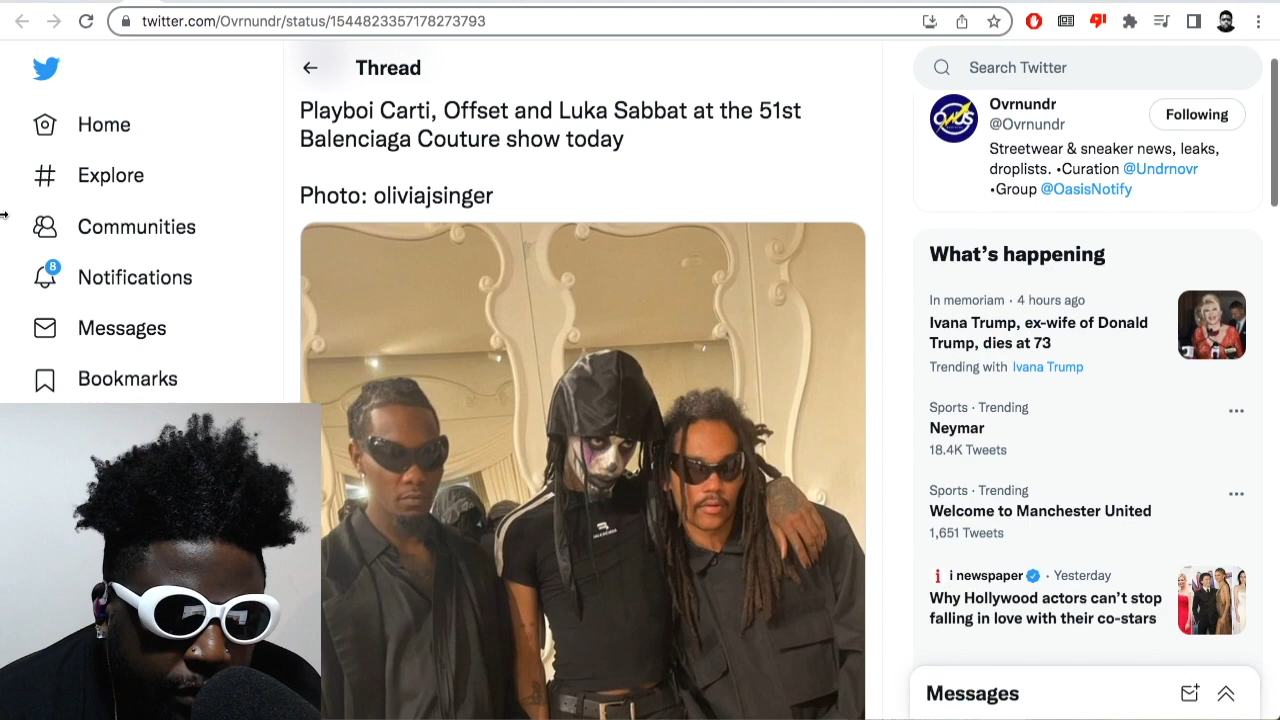 twitter.com/Ovrnundr/status/1544823357178273793
Thread
Search Twitter
Home
Explore
Communities
8
Notifications
Messages
Bookmarks
Playboi Carti, Offset and Luka Sabbat at the 51st
Balenciaga Couture show today
Photo: oliviajsinger
Ovrnundr
@Ovrnundr
Following
Streetwear & sneaker news, leaks,
droplists. •Curation @Undrnovr
•Group @OasisNotify
What's happening
In memoriam · 4 hours ago
Ivana Trump, ex-wife of Donald
Trump, dies at 73
Trending with Ivana Trump
Sports · Trending
Neymar
18.4K Tweets
Sports · Trending
Welcome to Manchester United
1,651 Tweets
i newspaper · Yesterday
Why Hollywood actors can't stop
falling in love with their co-stars
Messages